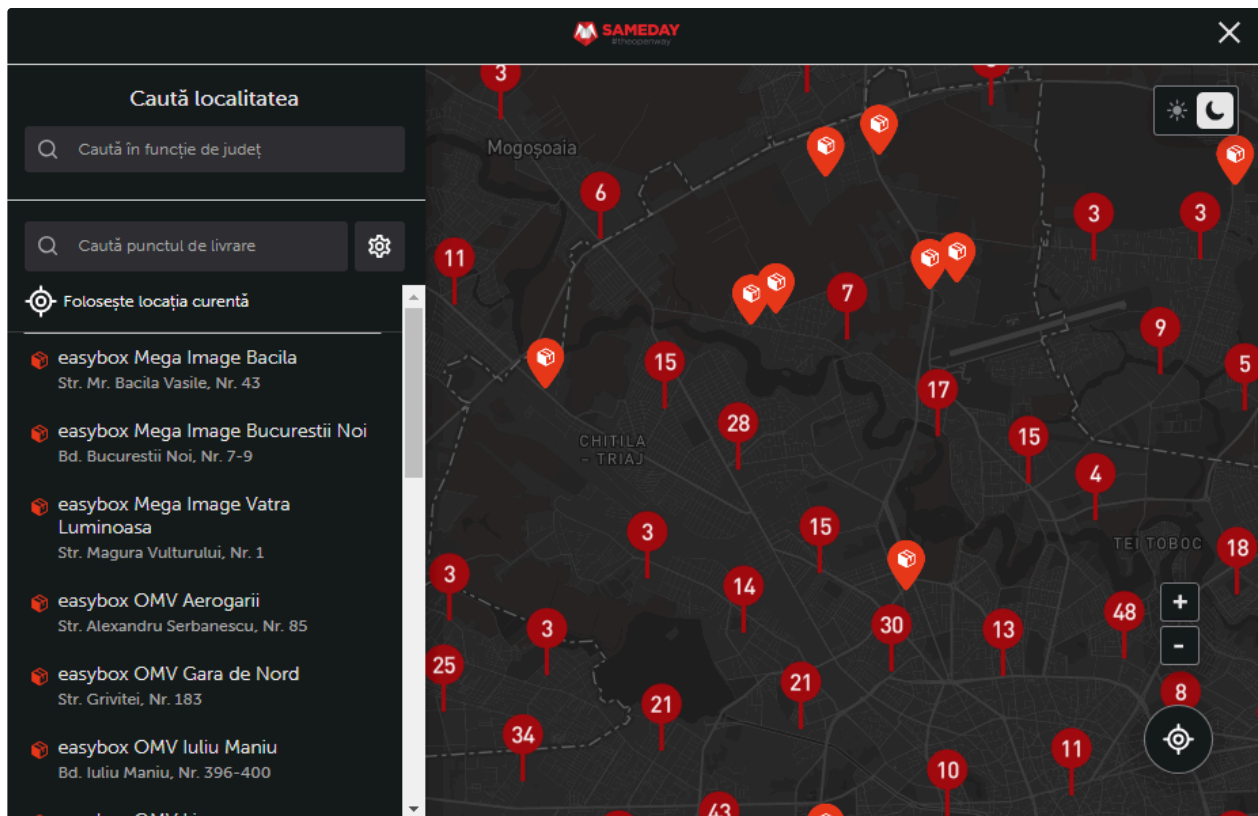 SAMEDAY
#theopenway
Caută localitatea
Caută în funcție de județ
Caută punctul de livrare
Folosește locația curentă
easybox Mega Image Bacila
Str. Mr. Bacila Vasile, Nr. 43
easybox Mega Image Bucurestii Noi
Bd. Bucurestii Noi, Nr. 7-9
easybox Mega Image Vatra
Luminoasa
Str. Magura Vulturului, Nr. 1
easybox OMV Aerogarii
Str. Alexandru Serbanescu, Nr. 85
easybox OMV Gara de Nord
Str. Grivitei, Nr. 183
easybox OMV Iuliu Maniu
Bd. Iuliu Maniu, Nr. 396-400
3
Mogoșoaia
6
3
3
11
7
9
15
5
17
28
CHITILA
- TRIAJ
15
4
3
15
TEI TOBOC
18
3
14
+
48
3
30
13
-
25
21
8
21
34
11
10
43